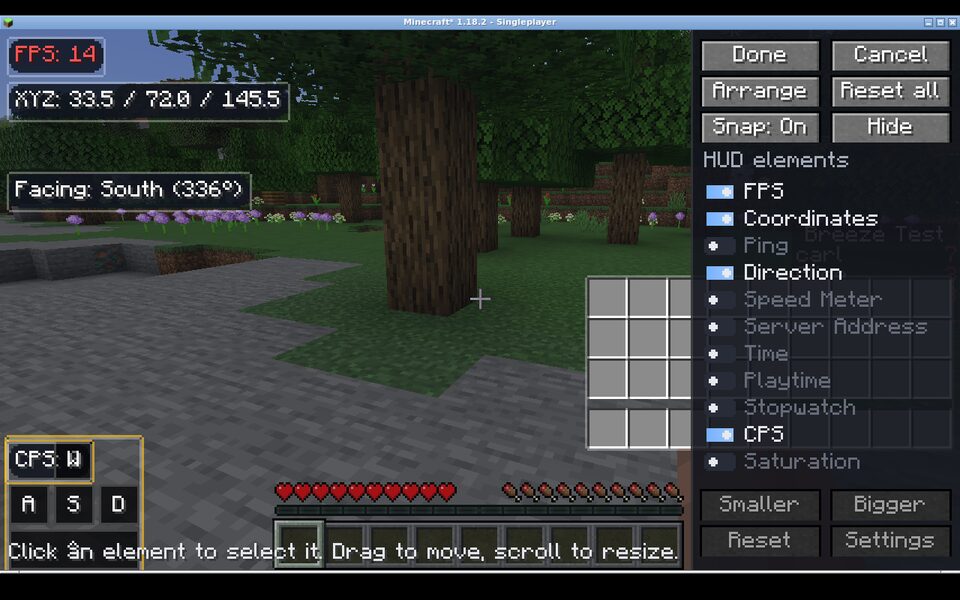 Minecraft* 1.18.2 - Singleplayer
FPS: 14
XYZ: 33.5 / 72.0 / 145.5
Facing: South (336°)
Done
Cancel
Arrange
Reset all
Snap: On
Hide
HUD elements
FPS
Coordinates
Breeze Test
Ping
carl
Direction
Speed Meter
Server Address
Time
Playtime
Stopwatch
CPS
Saturation
CPS
W
A S D
Smaller
Bigger
Reset
Settings
Click an element to select it. Drag to move, scroll to resize.